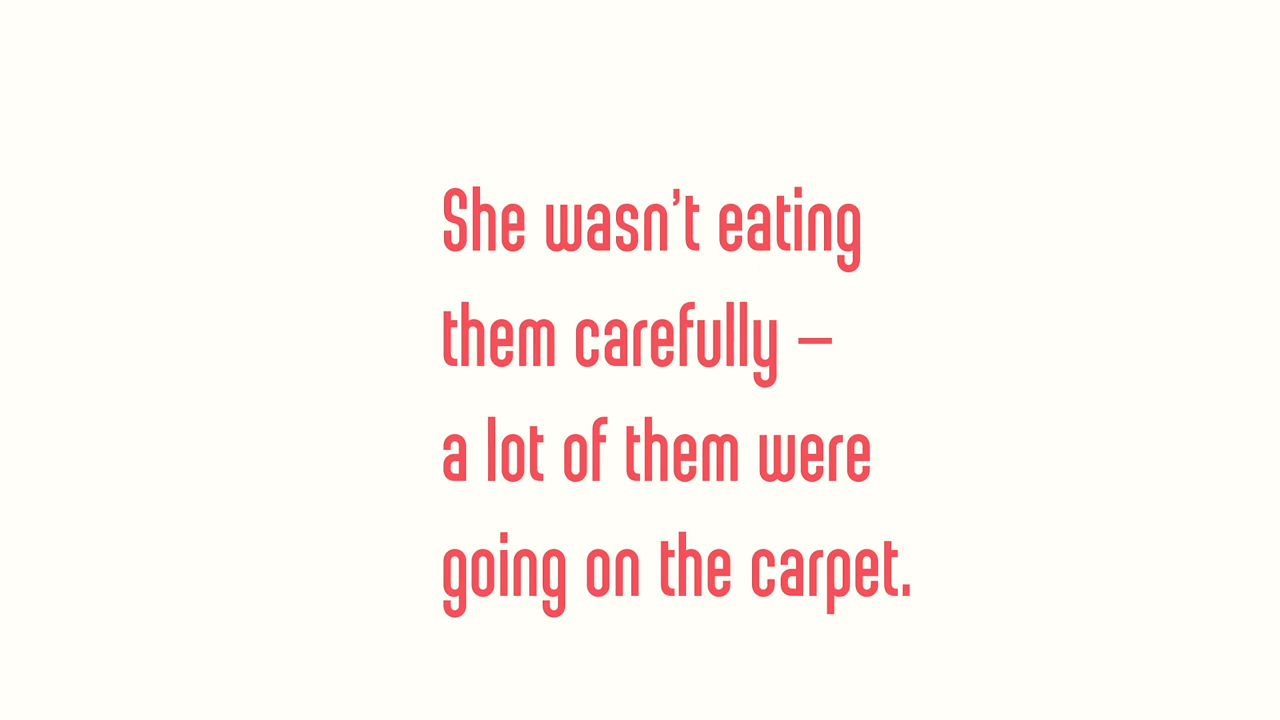 She wasn’t eating
them carefully –
a lot of them were
going on the carpet.